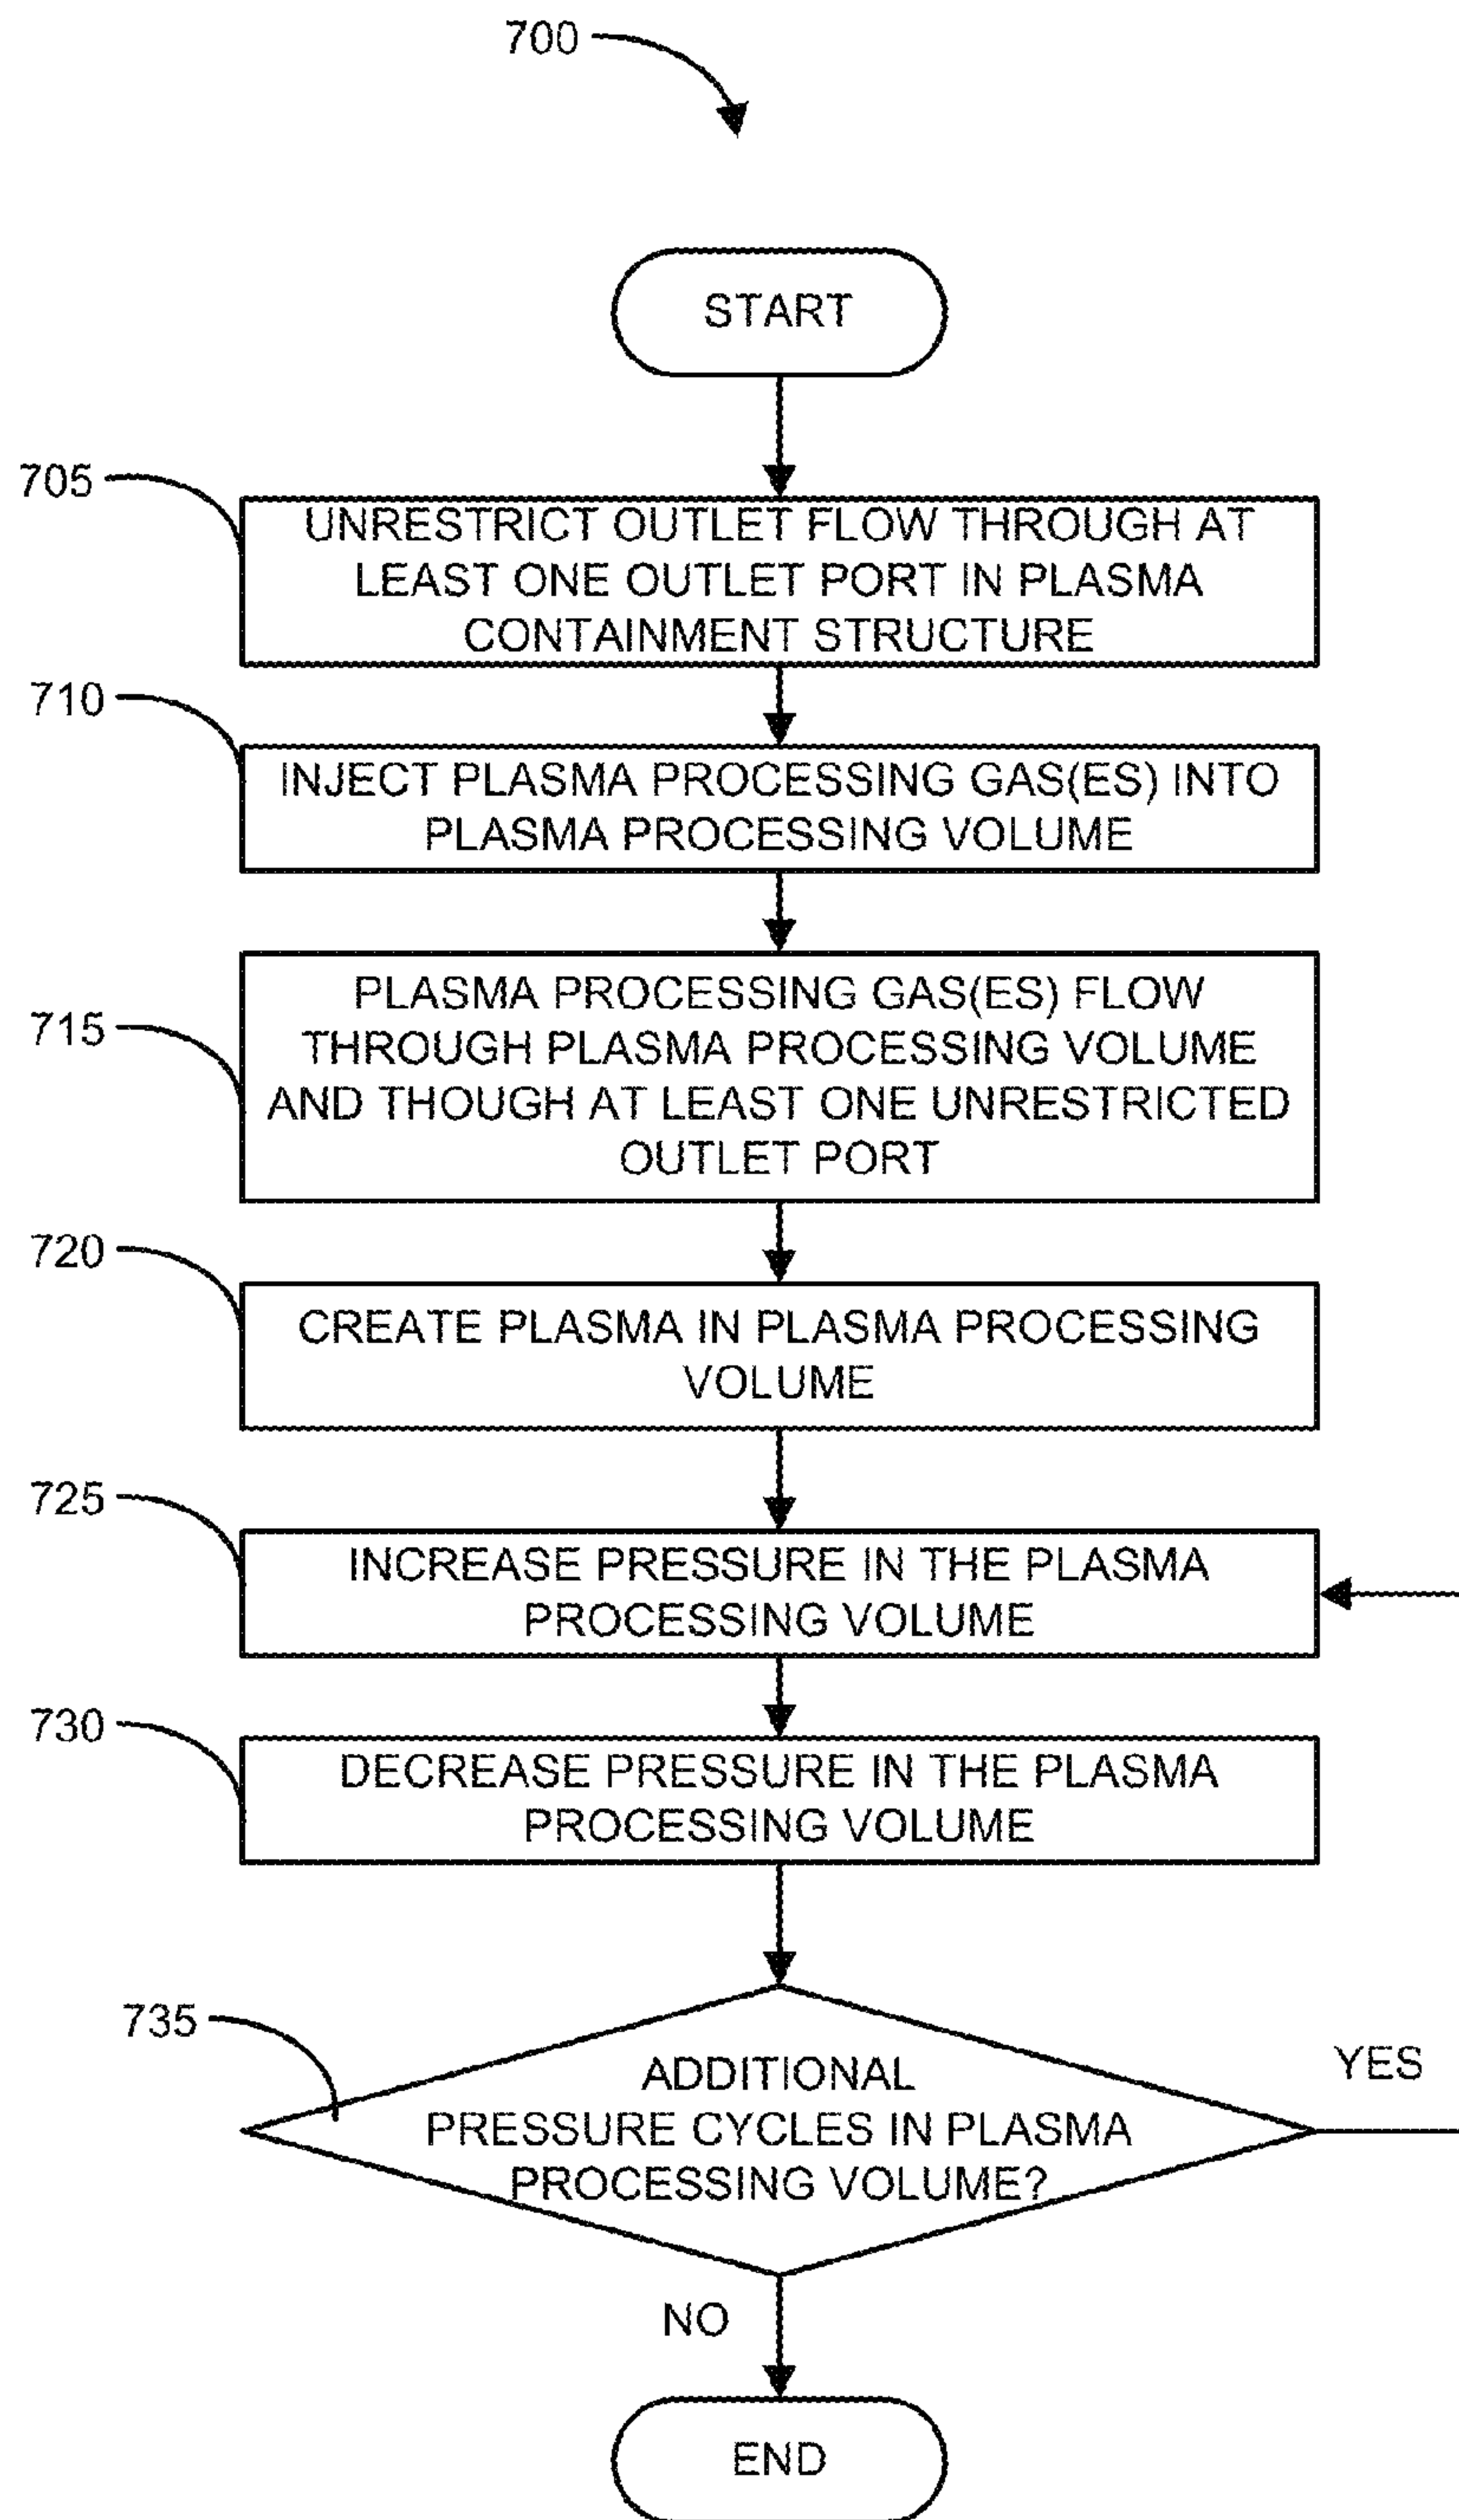 700
START
705
UNRESTRICT OUTLET FLOW THROUGH AT
LEAST ONE OUTLET PORT IN PLASMA
CONTAINMENT STRUCTURE
710
INJECT PLASMA PROCESSING GAS(ES) INTO
PLASMA PROCESSING VOLUME
715
PLASMA PROCESSING GAS(ES) FLOW
THROUGH PLASMA PROCESSING VOLUME
AND THOUGH AT LEAST ONE UNRESTRICTED
OUTLET PORT
720
CREATE PLASMA IN PLASMA PROCESSING
VOLUME
725
INCREASE PRESSURE IN THE PLASMA
PROCESSING VOLUME
730
DECREASE PRESSURE IN THE PLASMA
PROCESSING VOLUME
735
ADDITIONAL
PRESSURE CYCLES IN PLASMA
PROCESSING VOLUME?
YES
NO
END